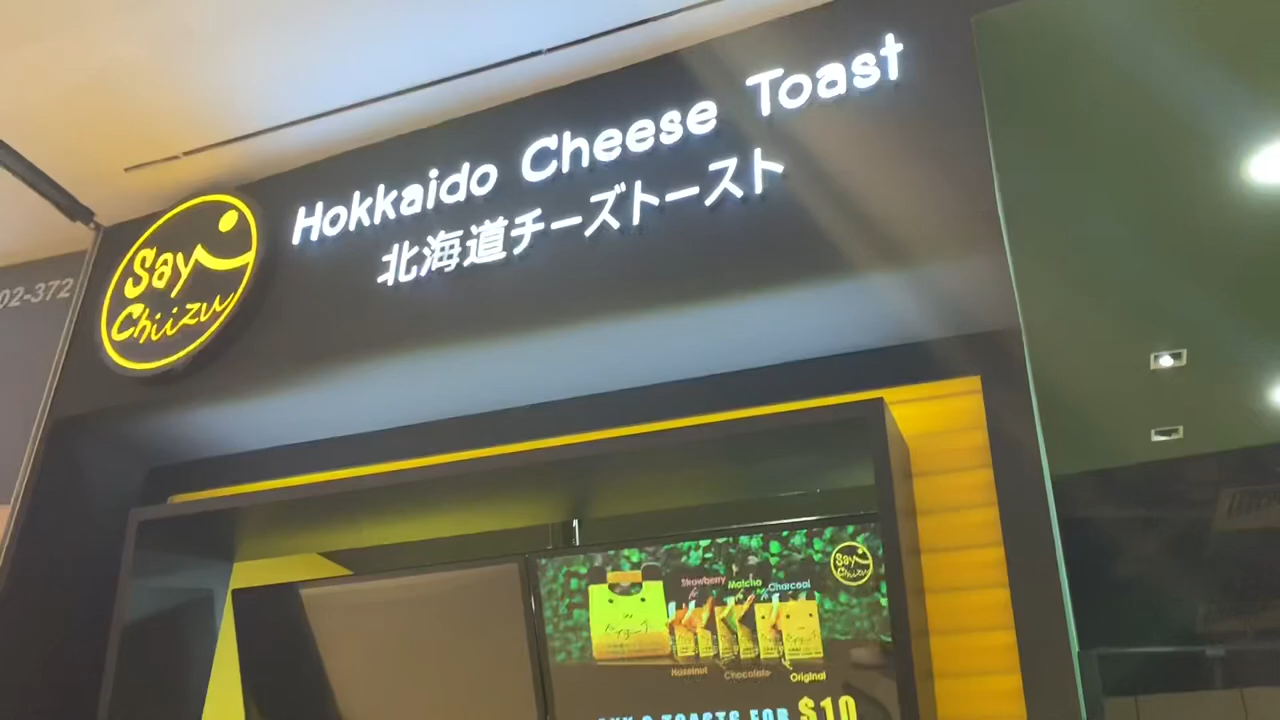 Hokkaido Cheese Toast
北海道チーズトースト
Say
Chiizu
02-372
Say
Chiizu
Strawberry Matcha Charcoal
Hazelnut Chocolate Original
TOASTS FOR $10